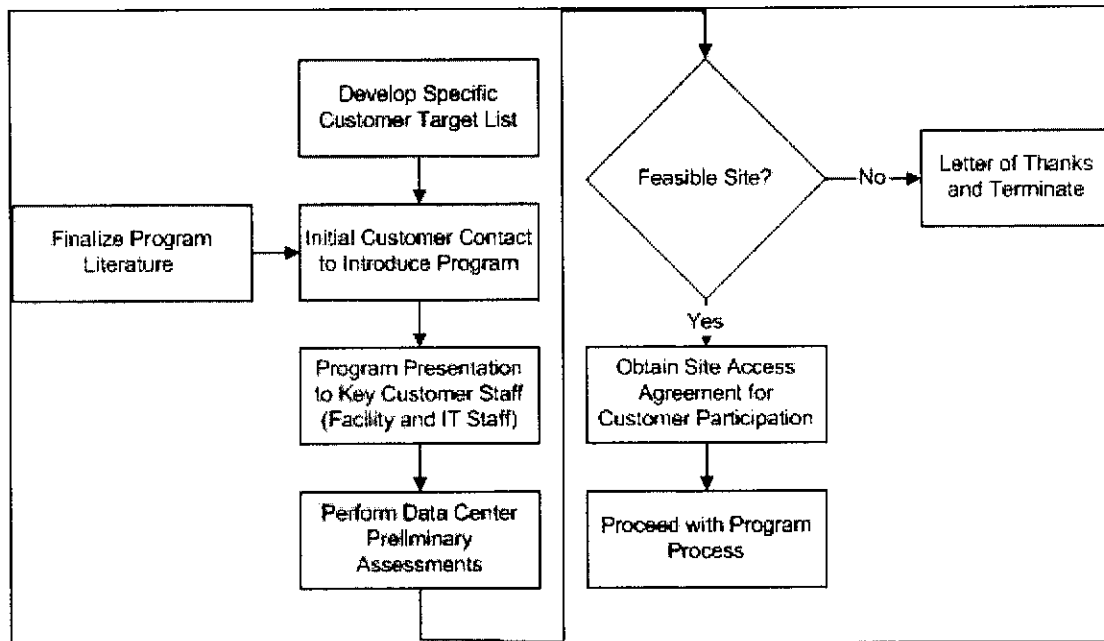 Develop Specific
Customer Target List
Finalize Program
Literature
Initial Customer Contact
to Introduce Program
Program Presentation
to Key Customer Staff
(Facility and IT Staff)
Perform Data Center
Preliminary
Assessments
Feasible Site?
No
Letter of Thanks
and Terminate
Yes
Obtain Site Access
Agreement for
Customer Participation
Proceed with Program
Process